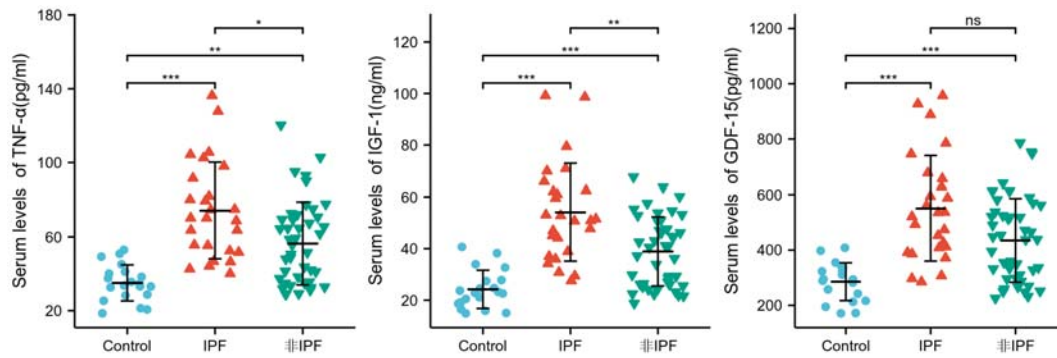 Serum levels of TNF-α(pg/ml)
180
140
100
60
20
*
**
***
Control
IPF
非IPF
Serum levels of IGF-1(ng/ml)
120
100
80
60
40
20
**
***
***
Control
IPF
非IPF
Serum levels of GDF-15(pg/ml)
1200
1000
800
600
400
200
ns
***
***
Control
IPF
非IPF